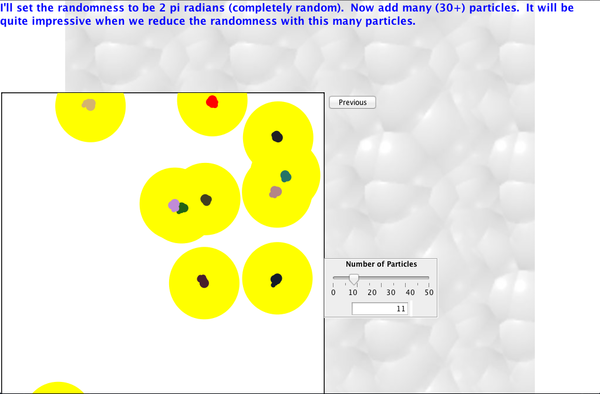 I'll set the randomness to be 2 pi radians (completely random).  Now add many (30+) particles.  It will be
quite impressive when we reduce the randomness with this many particles.
Previous
Number of Particles
0 10 20 30 40 50
11